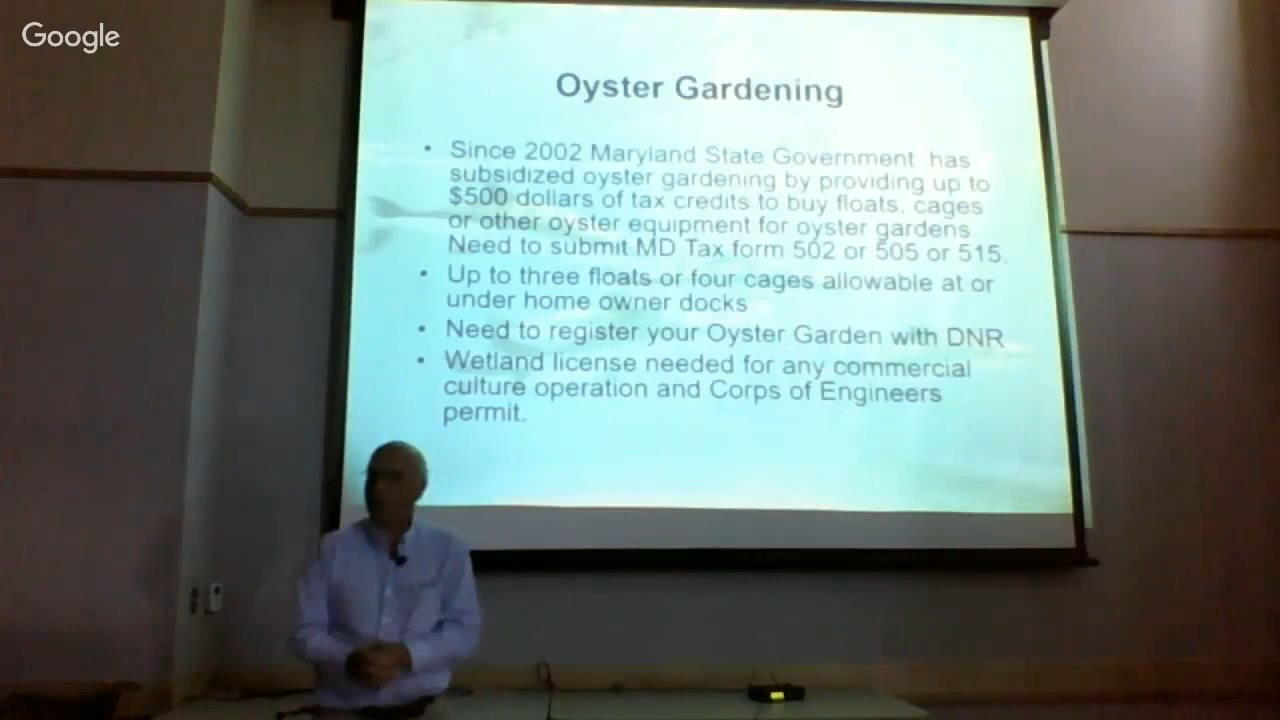 Google
Oyster Gardening
• Since 2002 Maryland State Government has
subsidized oyster gardening by providing up to
$500 dollars of tax credits to buy floats, cages
or other oyster equipment for oyster gardens
Need to submit MD Tax form 502 or 505 or 515.
• Up to three floats or four cages allowable at or
under home owner docks
• Need to register your Oyster Garden with DNR
• Wetland license needed for any commercial
culture operation and Corps of Engineers
permit.